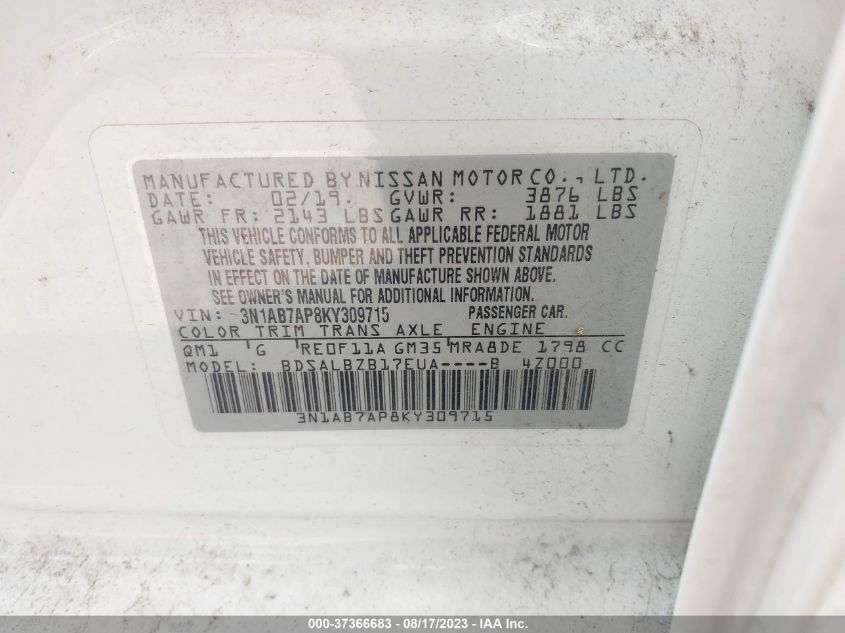 MANUFACTURED BY NISSAN MOTOR CO., LTD.
DATE: 02/19. GVWR: 3876 LBS
GAWR FR: 2143 LBS GAWR RR: 1881 LBS
THIS VEHICLE CONFORMS TO ALL APPLICABLE FEDERAL MOTOR
VEHICLE SAFETY, BUMPER AND THEFT PREVENTION STANDARDS
IN EFFECT ON THE DATE OF MANUFACTURE SHOWN ABOVE.
SEE OWNER'S MANUAL FOR ADDITIONAL INFORMATION.
VIN: 3N1AB7AP8KY309715 PASSENGER CAR.
COLOR TRIM TRANS AXLE ENGINE
QM1 G RE0F11A GM35 MRA8DE 1798 CC
MODEL: BDSALBZB17EUA----B 4Z000
3N1AB7AP8KY309715
000-37366683 - 08/17/2023 - Copyright 2023 IAA, Inc.